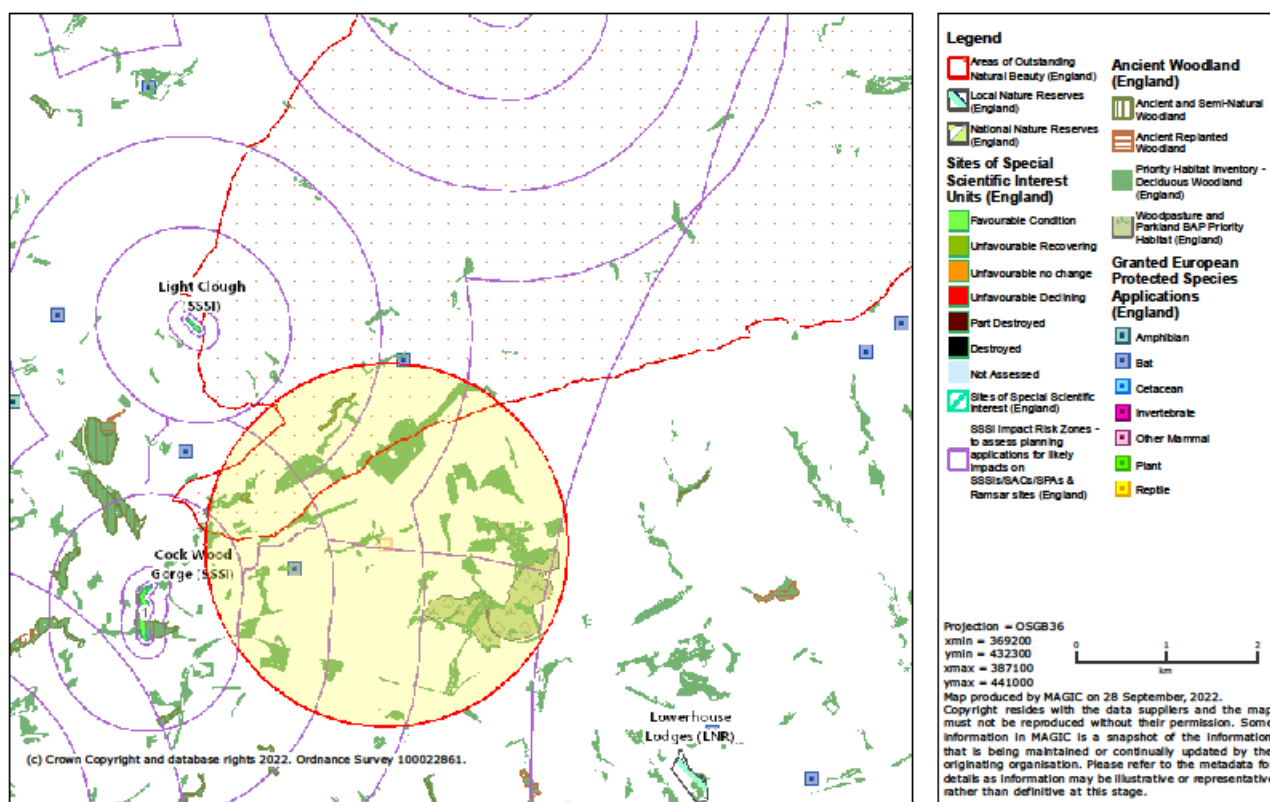 Light Clough
(SSSI)
Cock Wood
Gorge (SSSI)
Lowerhouse
Lodges (LNR)
(c) Crown Copyright and database rights 2022. Ordnance Survey 100022861.
Legend
Areas of Outstanding
Natural Beauty (England)
Local Nature Reserves
(England)
National Nature Reserves
(England)
Sites of Special
Scientific Interest
Units (England)
Favourable Condition
Unfavourable Recovering
Unfavourable no change
Unfavourable Declining
Part Destroyed
Destroyed
Not Assessed
Sites of Special Scientific
Interest (England)
SSSI Impact Risk Zones -
to assess planning
applications for likely
impacts on
SSSIs/SACs/SPAs &
Ramsar sites (England)
Ancient Woodland
(England)
Ancient and Semi-Natural
Woodland
Ancient Replanted
Woodland
Priority Habitat Inventory -
Deciduous Woodland
(England)
Woodpasture and
Parkland BAP Priority
Habitat (England)
Granted European
Protected Species
Applications
(England)
Amphibian
Bat
Cetacean
Invertebrate
Other Mammal
Plant
Reptile
Projection = OSGB36
xmin = 369200
ymin = 432300
xmax = 387100
ymax = 441000
0 1 2
km
Map produced by MAGIC on 28 September, 2022.
Copyright resides with the data suppliers and the map
must not be reproduced without their permission. Some
information in MAGIC is a snapshot of the information
that is being maintained or continually updated by the
originating organisation. Please refer to the metadata for
details as information may be illustrative or representative
rather than definitive at this stage.